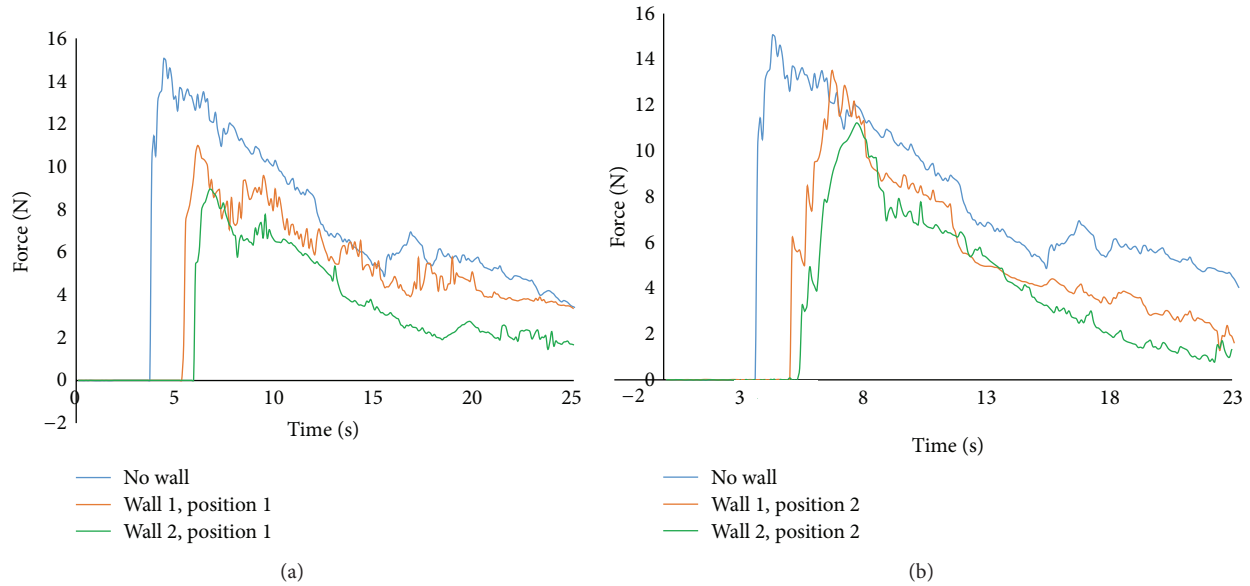 16
14
12
10
8
6
4
2
0
−2
Force (N)
0 5 10 15 20 25
Time (s)
No wall
Wall 1, position 1
Wall 2, position 1
(a)
16
14
12
10
8
6
4
2
0
Force (N)
−2 3 8 13 18 23
Time (s)
No wall
Wall 1, position 2
Wall 2, position 2
(b)